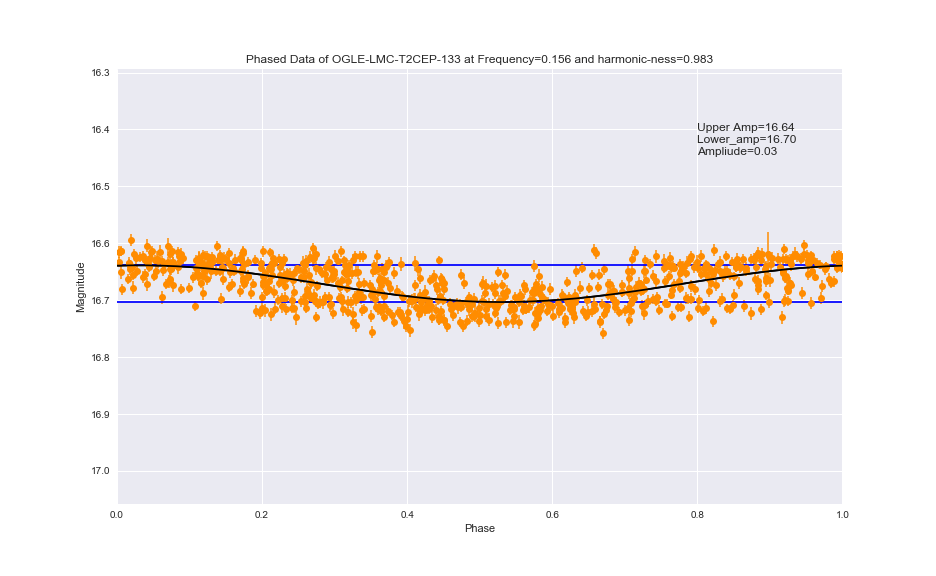 Phased Data of OGLE-LMC-T2CEP-133 at Frequency=0.156 and harmonic-ness=0.983
16.3
16.4
16.5
16.6
16.7
16.8
16.9
17.0
Magnitude
Upper Amp=16.64
Lower_amp=16.70
Ampliude=0.03
0.0 0.2 0.4 0.6 0.8 1.0
Phase